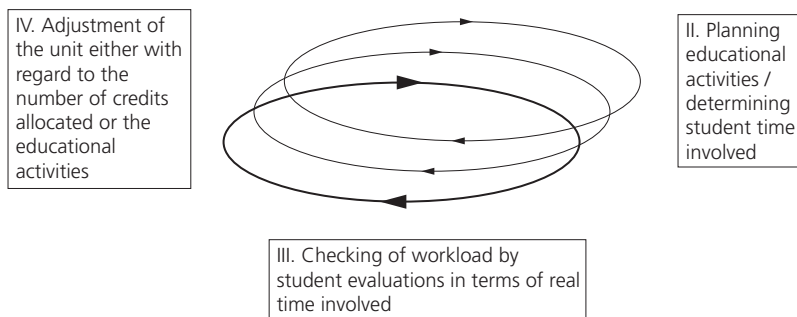 IV. Adjustment of
the unit either with
regard to the
number of credits
allocated or the
educational
activities
II. Planning
educational
activities /
determining
student time
involved
III. Checking of workload by
student evaluations in terms of real
time involved